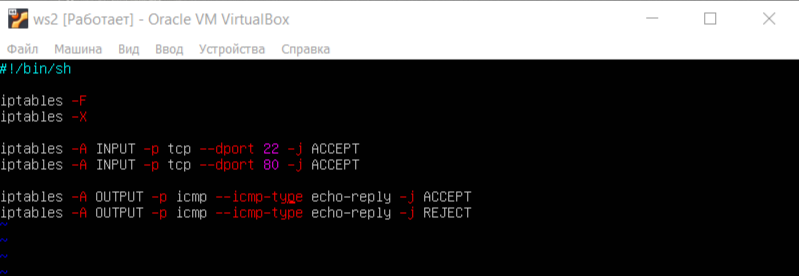 ws2 [Работает] - Oracle VM VirtualBox
Файл Машина Вид Ввод Устройства Справка
#!/bin/sh
iptables -F
iptables -X
iptables -A INPUT -p tcp --dport 22 -j ACCEPT
iptables -A INPUT -p tcp --dport 80 -j ACCEPT
iptables -A OUTPUT -p icmp --icmp-type echo-reply -j ACCEPT
iptables -A OUTPUT -p icmp --icmp-type echo-reply -j REJECT
~
~
~
~